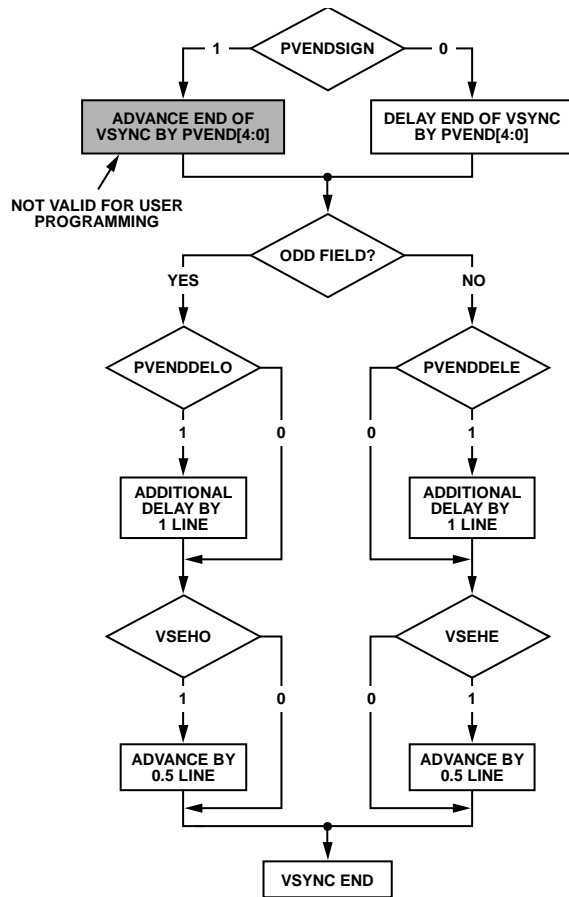 1
PVENDSIGN
0
ADVANCE END OF
VSYNC BY PVEND[4:0]
DELAY END OF VSYNC
BY PVEND[4:0]
NOT VALID FOR USER
PROGRAMMING
ODD FIELD?
YES
NO
PVENDDELO
PVENDDELE
1
0
0
1
ADDITIONAL
DELAY BY
1 LINE
ADDITIONAL
DELAY BY
1 LINE
VSEHO
VSEHE
1
0
0
1
ADVANCE BY
0.5 LINE
ADVANCE BY
0.5 LINE
VSYNC END